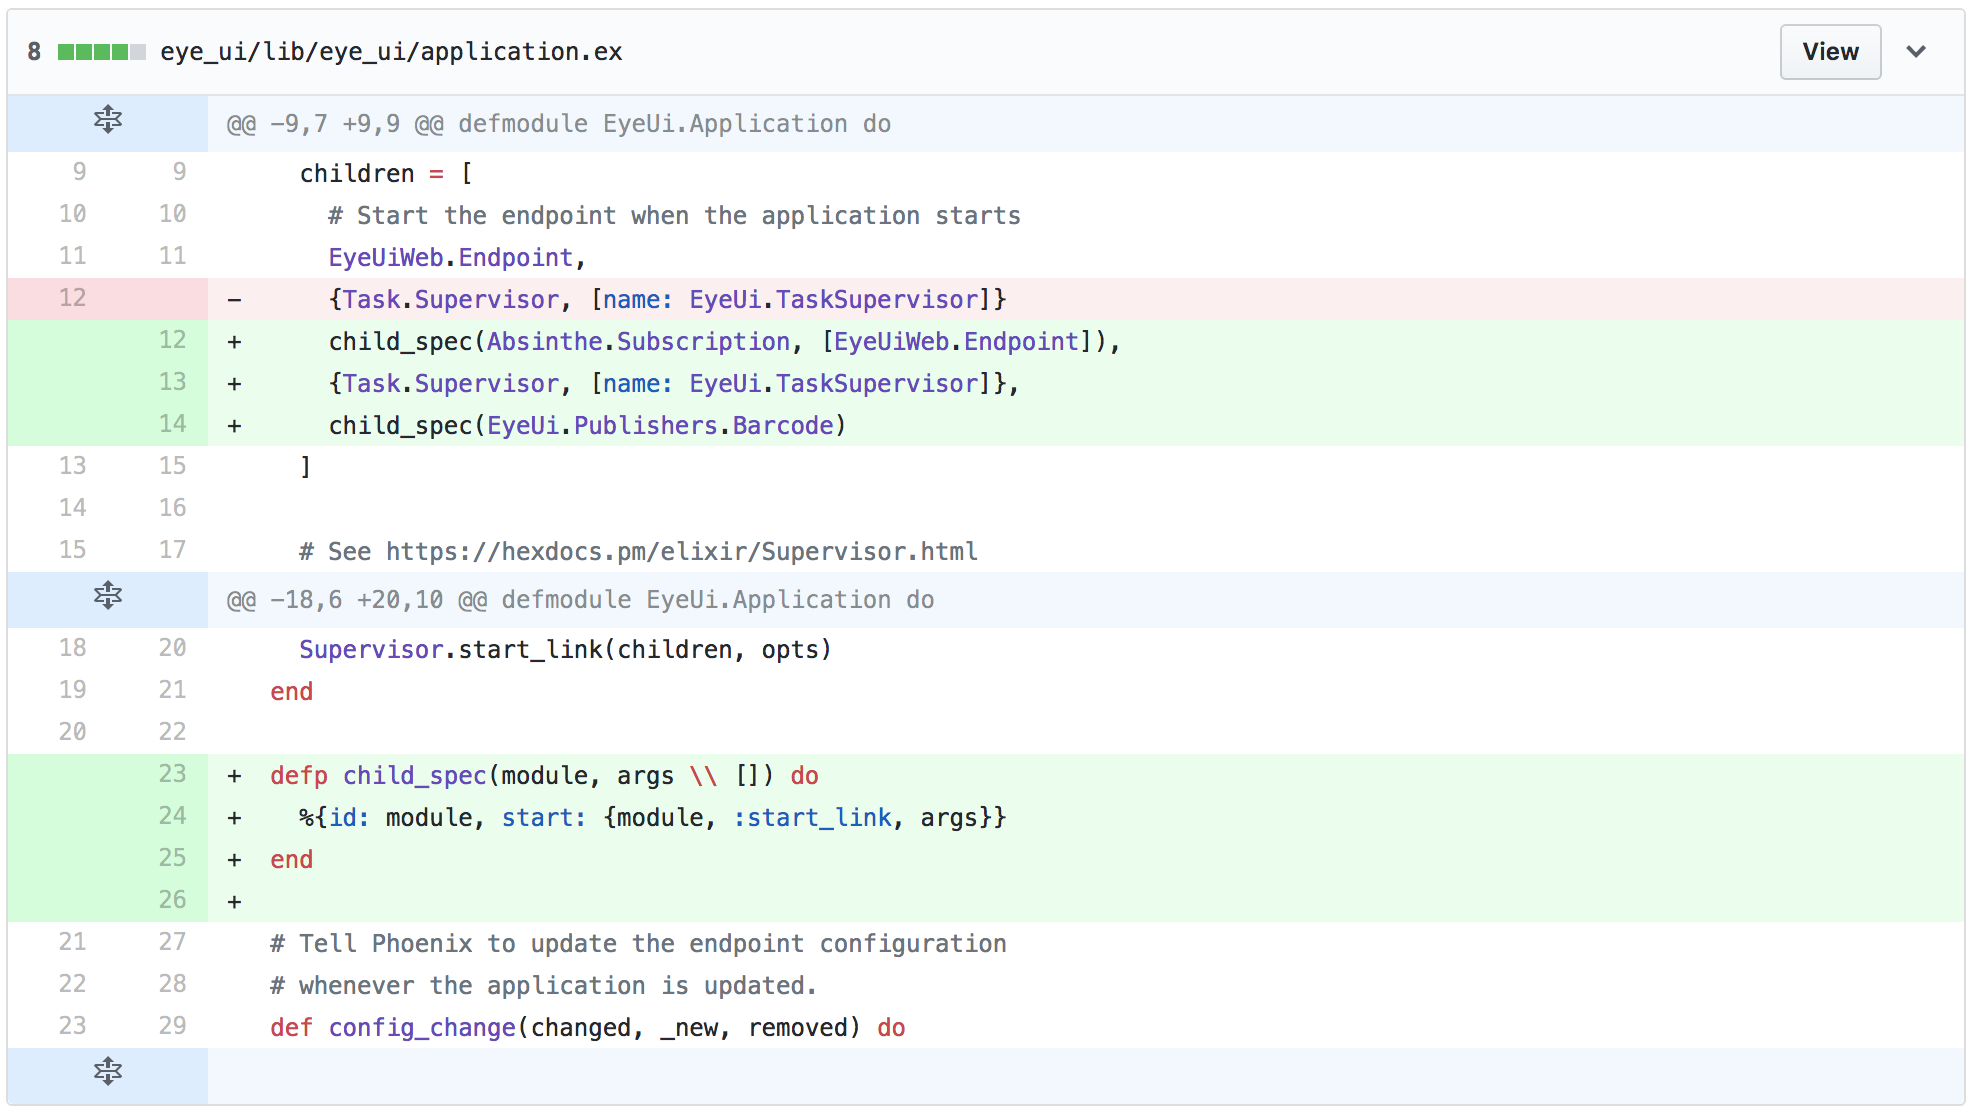 8 eye_ui/lib/eye_ui/application.ex View
@@ -9,7 +9,9 @@ defmodule EyeUi.Application do
9 9 children = [
10 10 # Start the endpoint when the application starts
11 11 EyeUiWeb.Endpoint,
12 - {Task.Supervisor, [name: EyeUi.TaskSupervisor]}
12 + child_spec(Absinthe.Subscription, [EyeUiWeb.Endpoint]),
13 + {Task.Supervisor, [name: EyeUi.TaskSupervisor]},
14 + child_spec(EyeUi.Publishers.Barcode)
13 15 ]
14 16
15 17 # See https://hexdocs.pm/elixir/Supervisor.html
@@ -18,6 +20,10 @@ defmodule EyeUi.Application do
18 20 Supervisor.start_link(children, opts)
19 21 end
20 22
23 + defp child_spec(module, args \\ []) do
24 + %{id: module, start: {module, :start_link, args}}
25 + end
26 +
21 27 # Tell Phoenix to update the endpoint configuration
22 28 # whenever the application is updated.
23 29 def config_change(changed, _new, removed) do